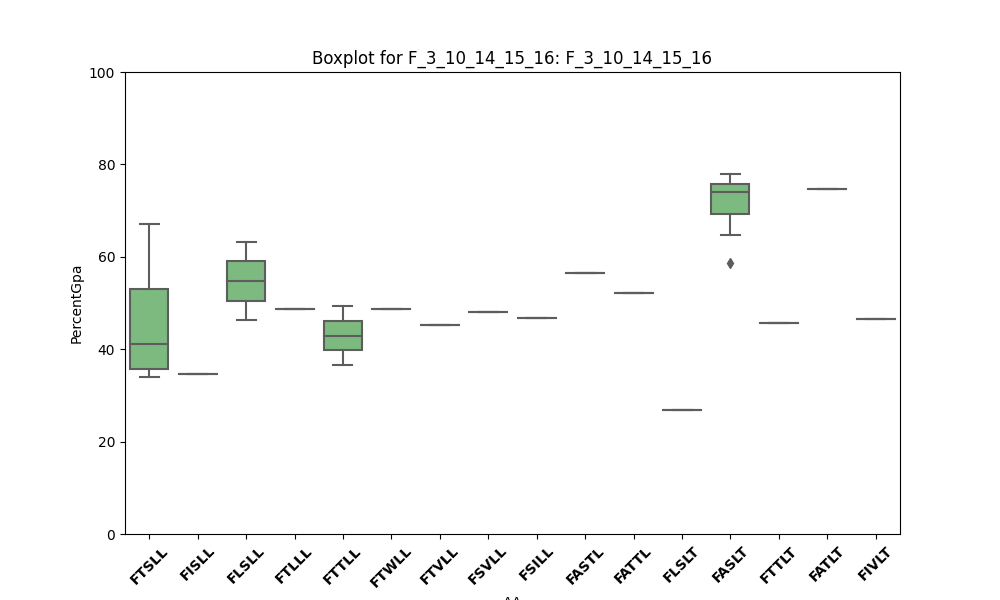 Boxplot for F_3_10_14_15_16: F_3_10_14_15_16
100
80
60
40
20
0
PercentGpa
FTSLL FISLL FLSLL FTLLL FTTLL FTWLL FTVLL FSVLL FSILL FASTL FATTL FLSLT FASLT FTTLT FATLT FIVLT